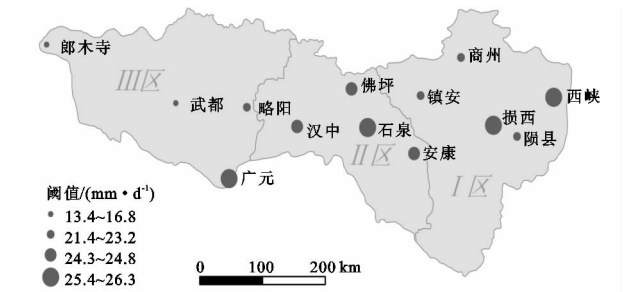 郎木寺
商州
III区
佛坪
镇安
西峡
武都
略阳
汉中
石泉
损西
郧县
II区
安康
广元
I区
阈值/(mm·d⁻¹)
13.4~16.8
21.4~23.2
24.3~24.8
25.4~26.3
0 100 200 km